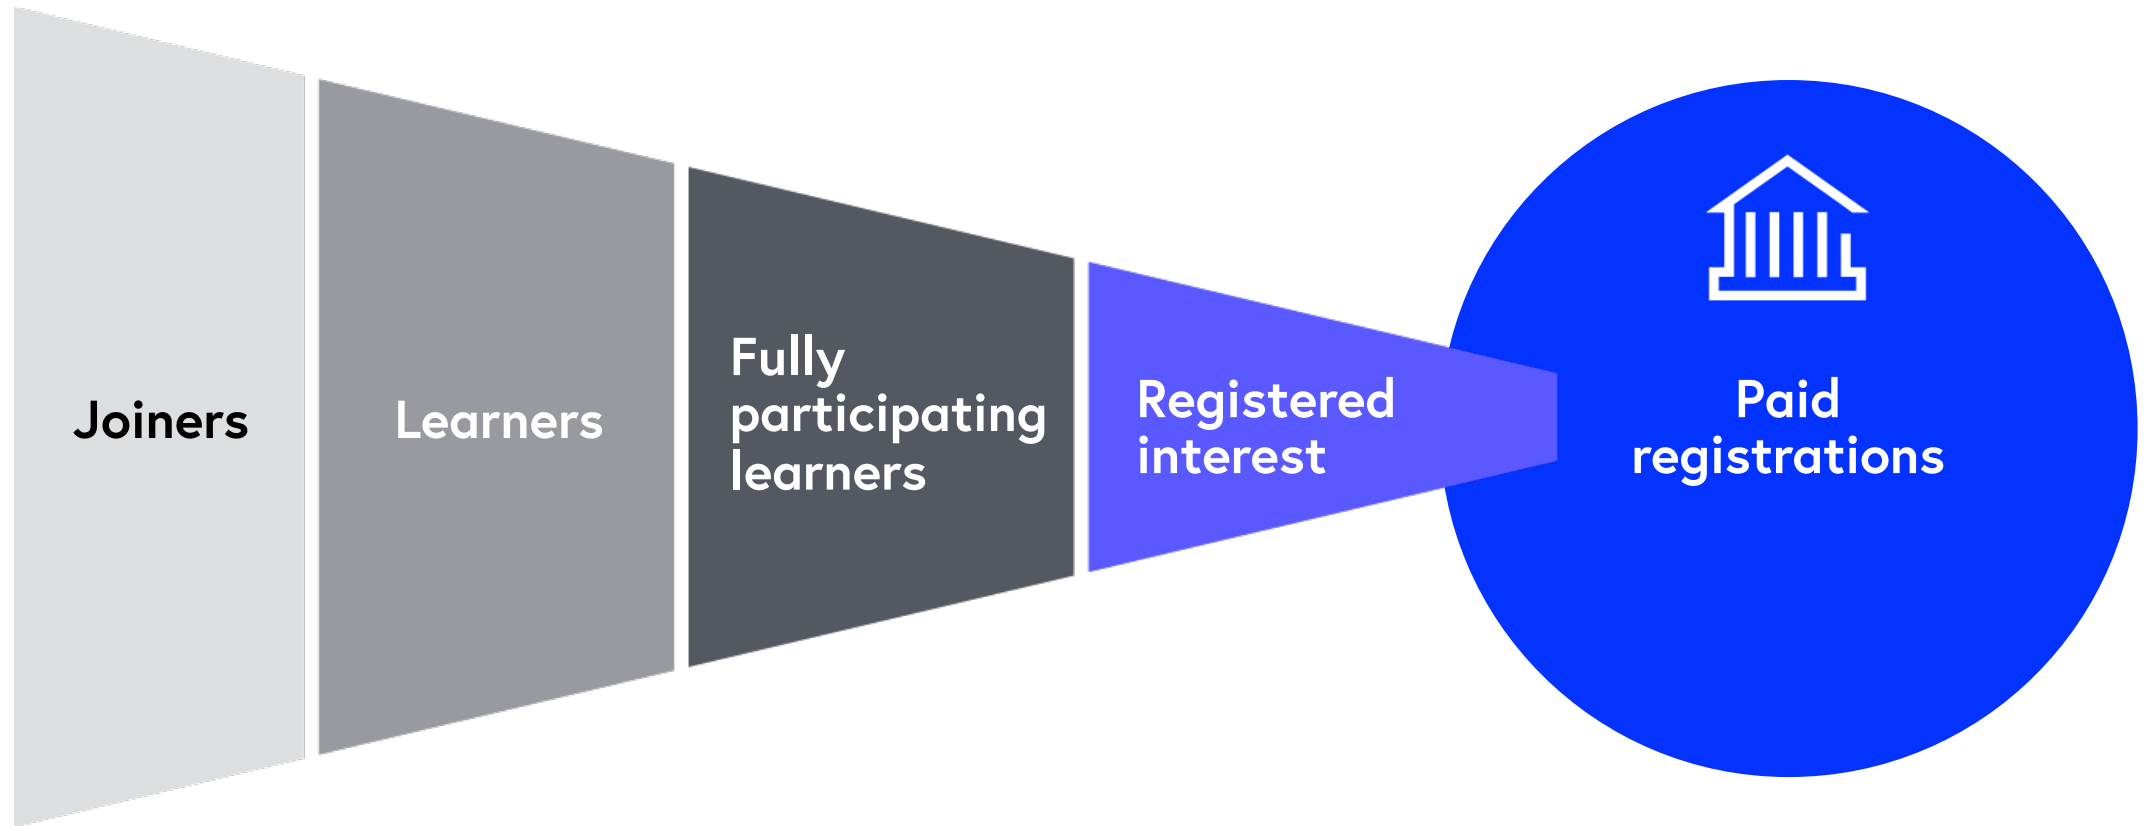 Joiners
Learners
Fully
participating
learners
Registered
interest
Paid
registrations